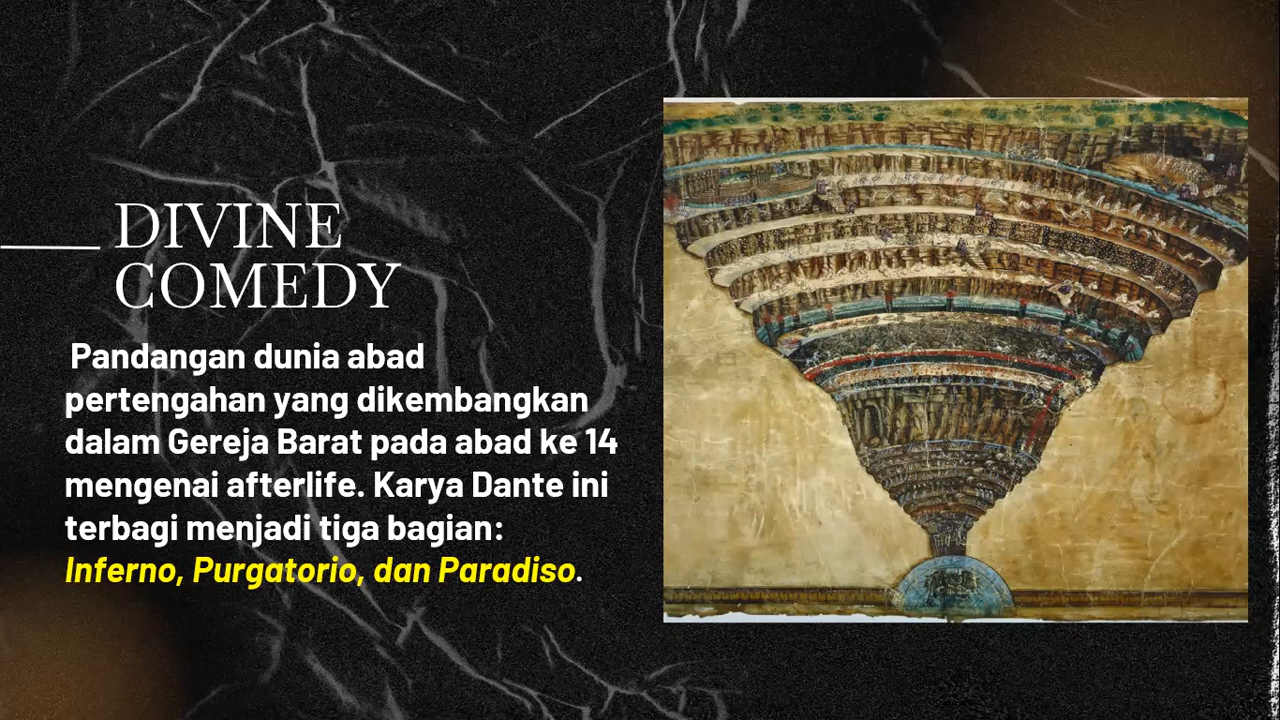 DIVINE
COMEDY
Pandangan dunia abad
pertengahan yang dikembangkan
dalam Gereja Barat pada abad ke 14
mengenai afterlife. Karya Dante ini
terbagi menjadi tiga bagian:
Inferno, Purgatorio, dan Paradiso.